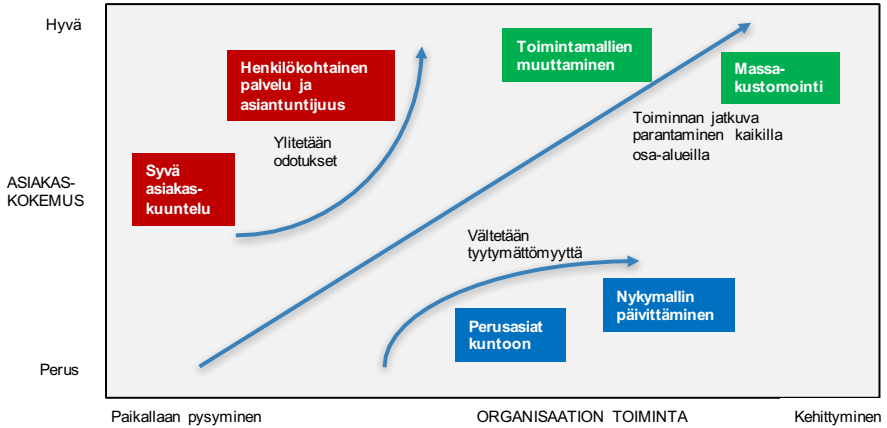 Hyvä
Henkilökohtainen
palvelu ja
asiantuntijuus
Toimintamallien
muuttaminen
Massa-
kustomointi
Toiminnan jatkuva
parantaminen kaikilla
osa-alueilla
Ylitetään
odotukset
Syvä
asiakas-
kuuntelu
ASIAKAS-
KOKEMUS
Vältetään
tyytymättömyyttä
Nykymallin
päivittäminen
Perusasiat
kuntoon
Perus
Paikallaan pysyminen
ORGANISAATION TOIMINTA
Kehittyminen